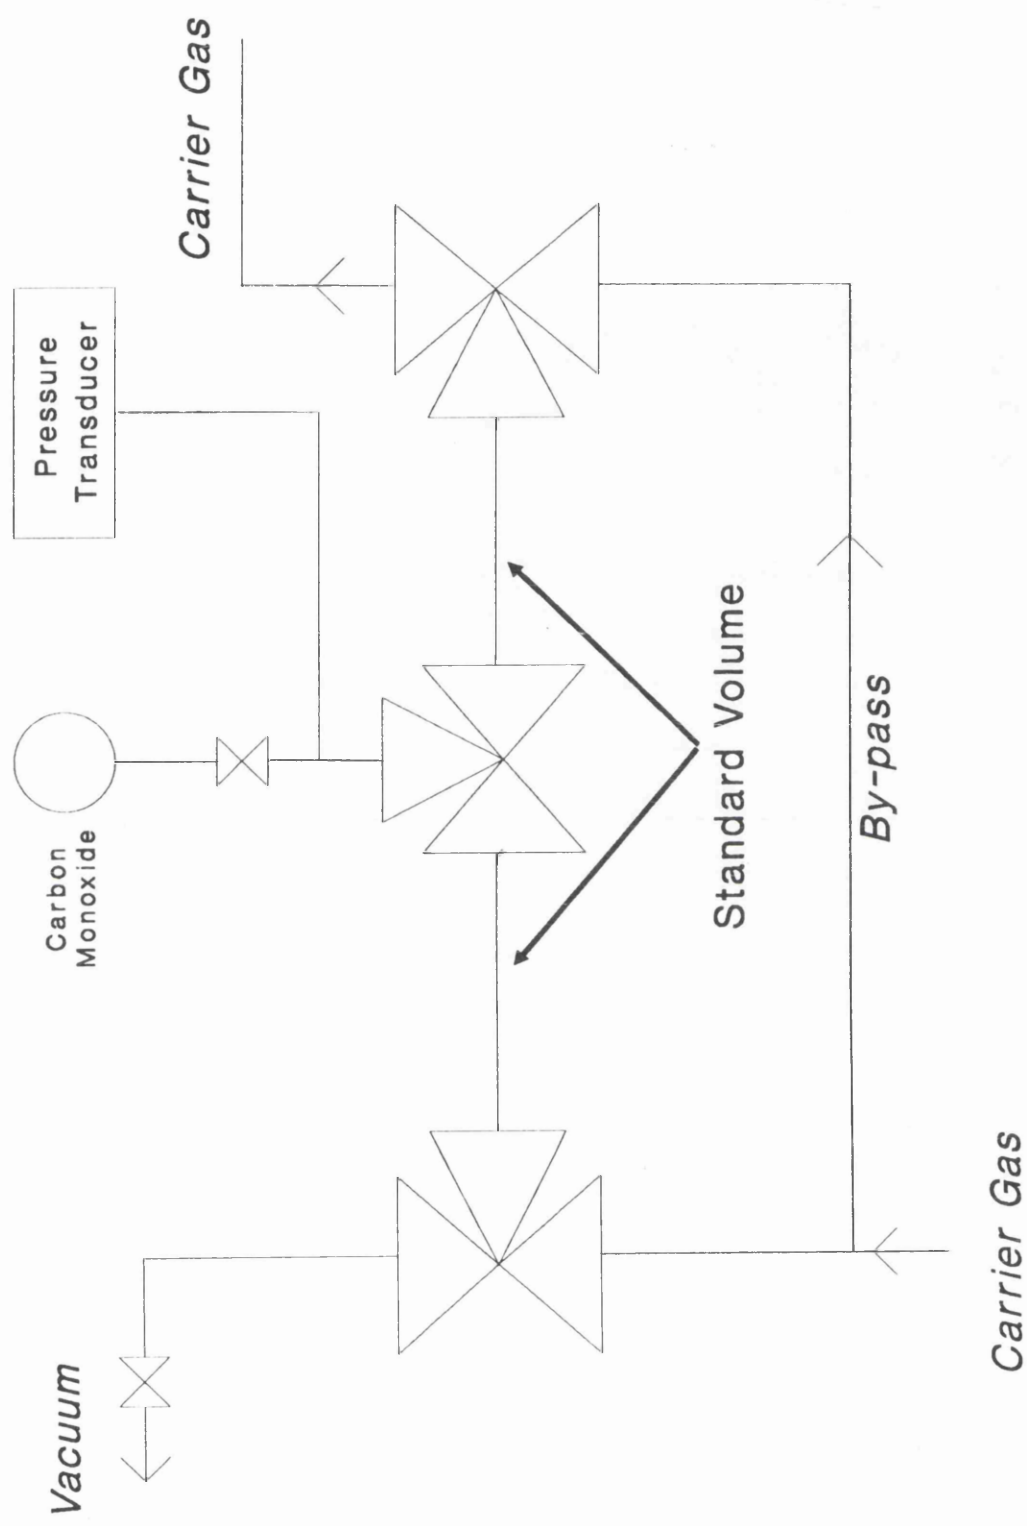 Vacuum
Carbon
Monoxide
Pressure
Transducer
Carrier Gas
Standard Volume
By-pass
Carrier Gas